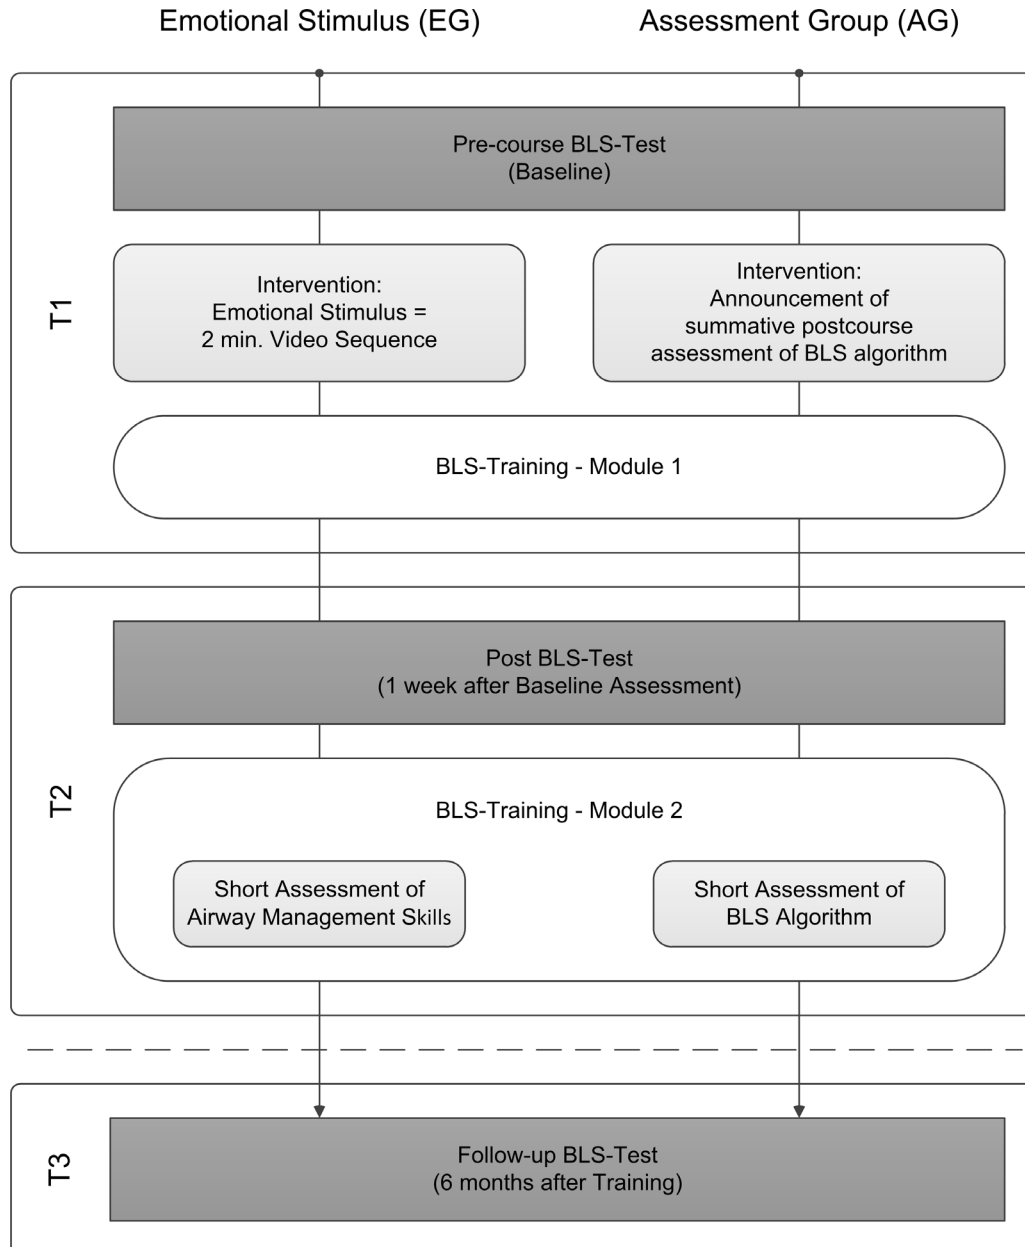 Emotional Stimulus (EG)
Assessment Group (AG)
T1
Pre-course BLS-Test
(Baseline)
Intervention:
Emotional Stimulus =
2 min. Video Sequence
Intervention:
Announcement of
summative postcourse
assessment of BLS algorithm
BLS-Training - Module 1
T2
Post BLS-Test
(1 week after Baseline Assessment)
BLS-Training - Module 2
Short Assessment of
Airway Management Skills
Short Assessment of
BLS Algorithm
T3
Follow-up BLS-Test
(6 months after Training)